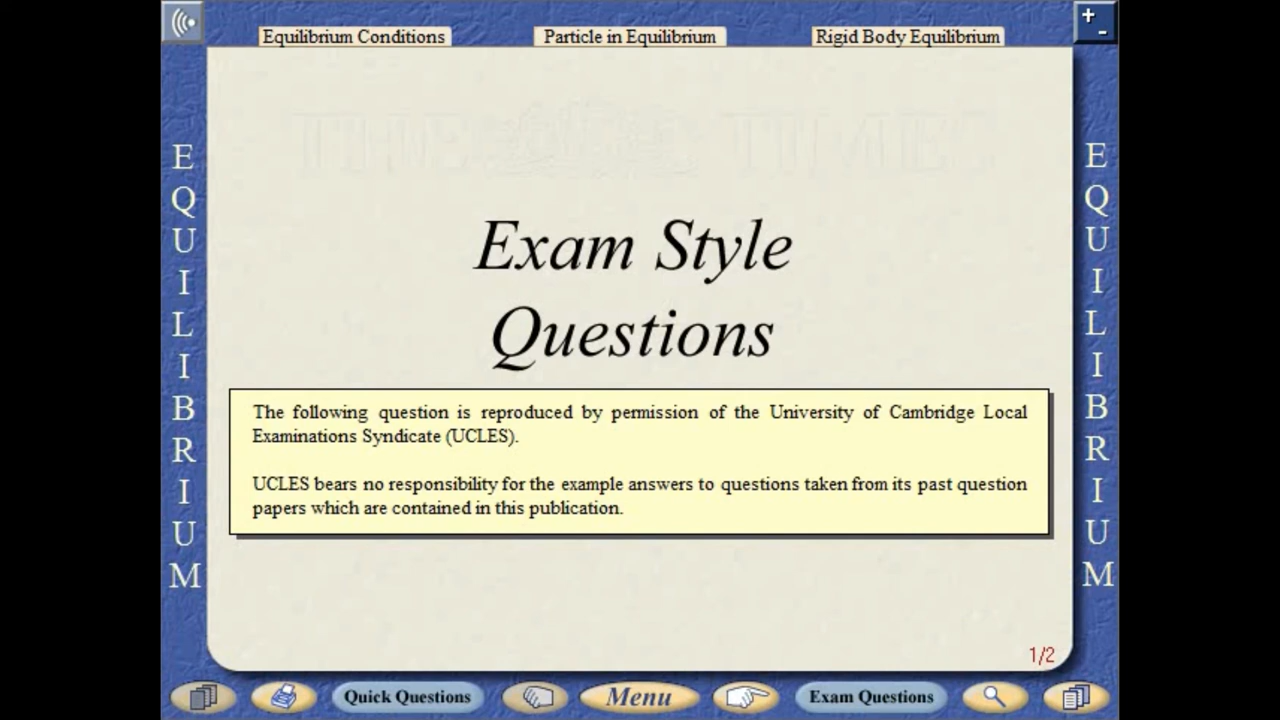 +
-
Equilibrium Conditions
Particle in Equilibrium
Rigid Body Equilibrium
EQUILIBRIUM
EQUILIBRIUM
THE TIMES
Exam Style
Questions
The following question is reproduced by permission of the University of Cambridge Local
Examinations Syndicate (UCLES).
UCLES bears no responsibility for the example answers to questions taken from its past question
papers which are contained in this publication.
1/2
Quick Questions
Menu
Exam Questions